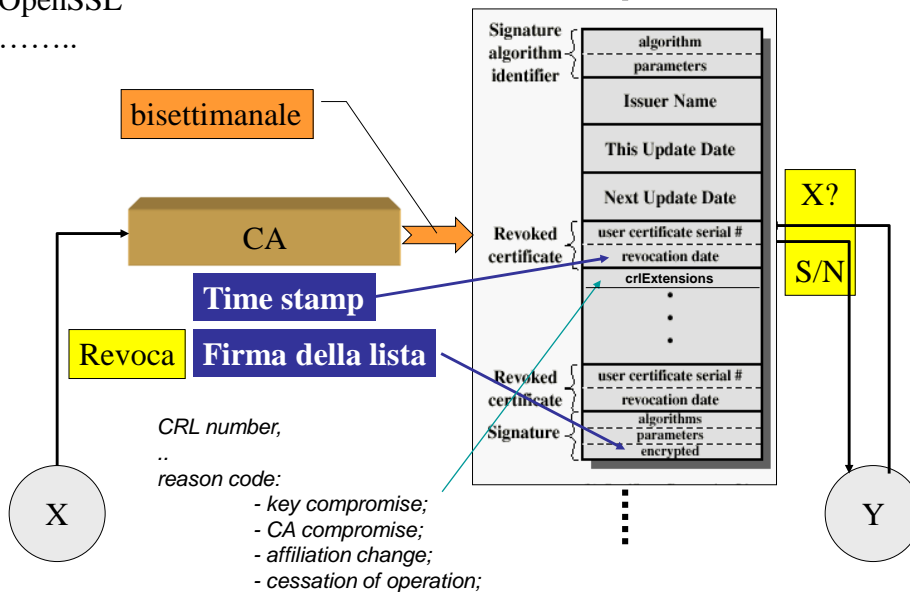 OpenSSL
……..
bisettimanale
CA
Time stamp
Revoca
Firma della lista
CRL number,
..
reason code:
- key compromise;
- CA compromise;
- affiliation change;
- cessation of operation;
X
Signature
algorithm
identifier
algorithm
parameters
Issuer Name
This Update Date
Next Update Date
Revoked
certificate
user certificate serial #
revocation date
crlExtensions
Revoked
certificate
user certificate serial #
revocation date
Signature
algorithms
parameters
encrypted
X?
S/N
Y